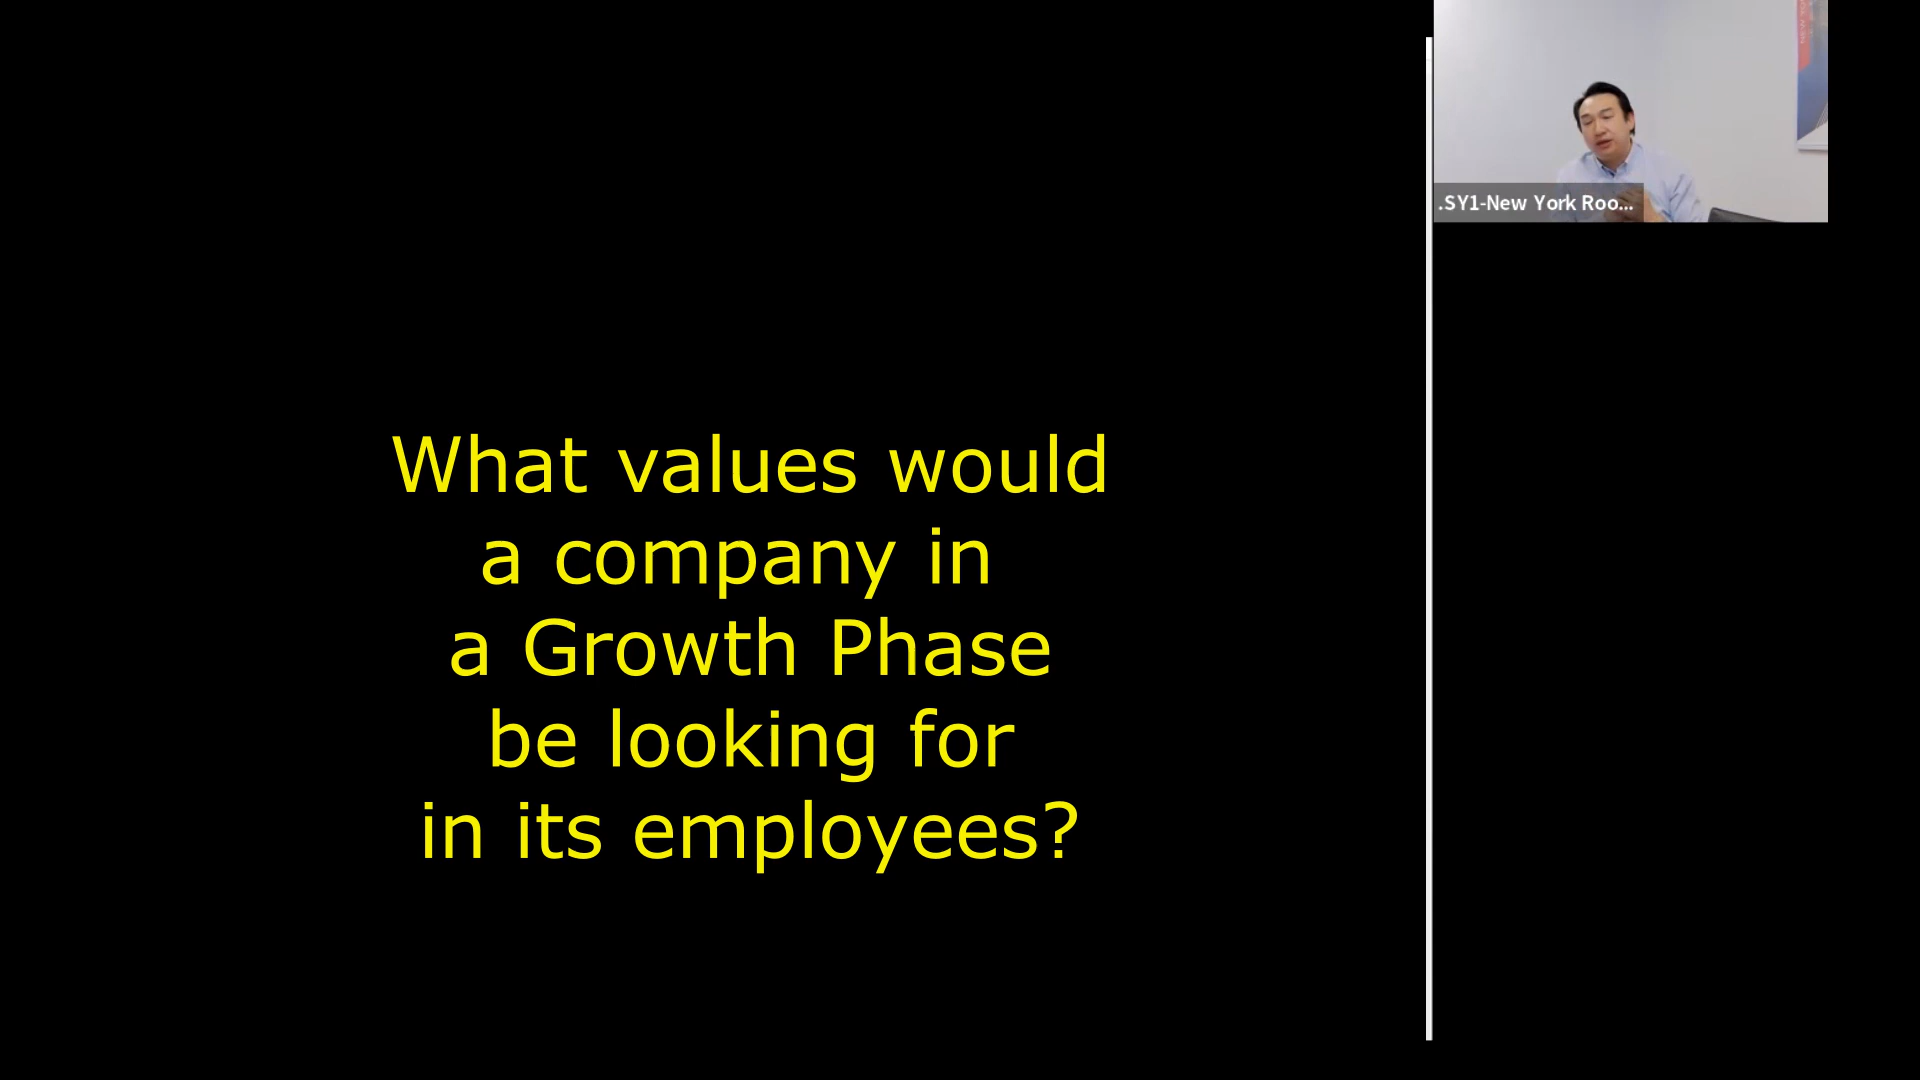 What values would
a company in
a Growth Phase
be looking for
in its employees?
.SY1-New York Roo...